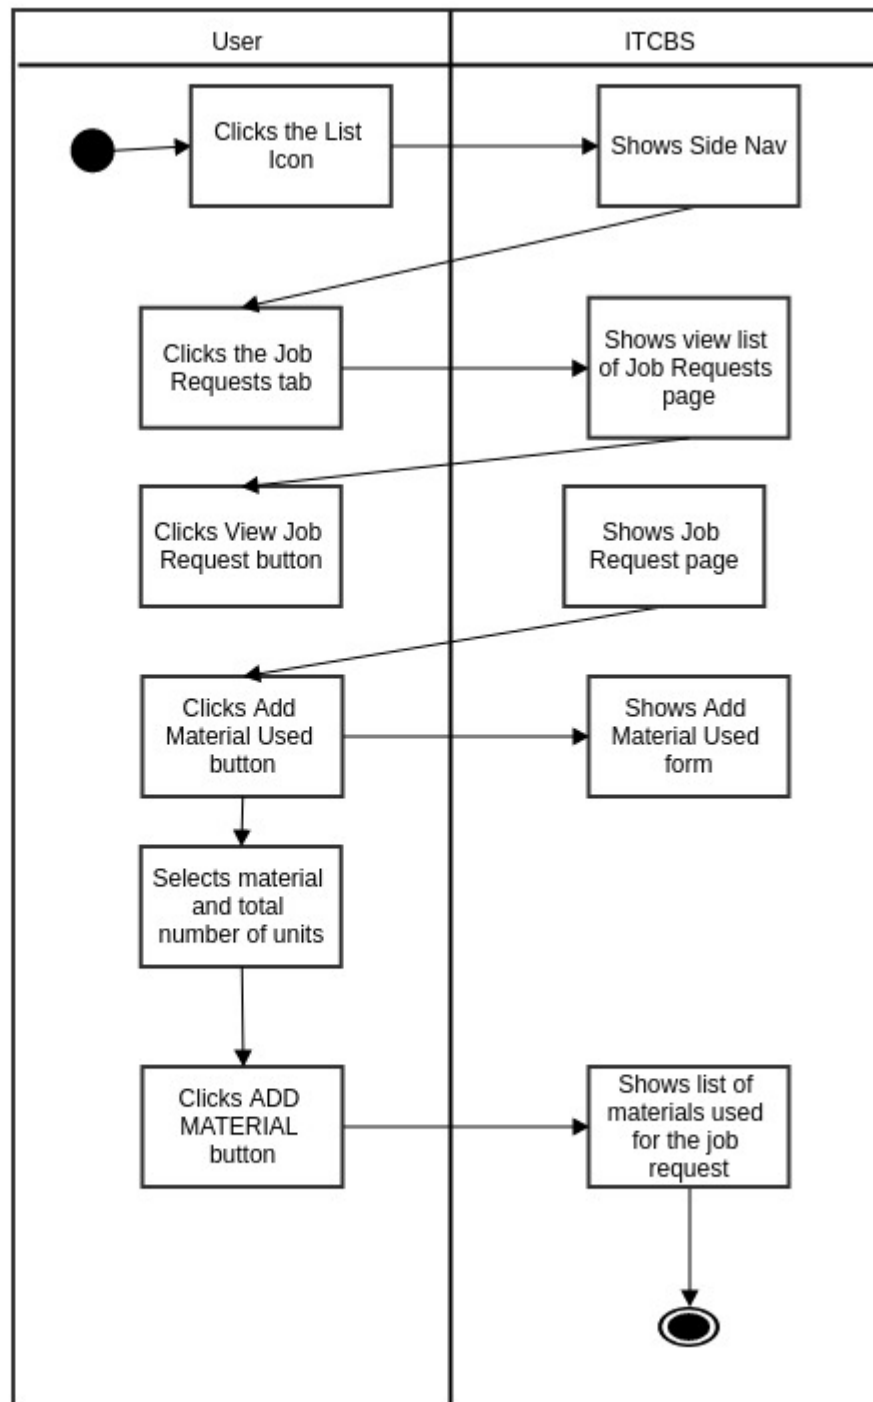 User
ITCBS
Clicks the List
Icon
Shows Side Nav
Clicks the Job
Requests tab
Shows view list
of Job Requests
page
Clicks View Job
Request button
Shows Job
Request page
Clicks Add
Material Used
button
Shows Add
Material Used
form
Selects material
and total
number of units
Clicks ADD
MATERIAL
button
Shows list of
materials used
for the job
request